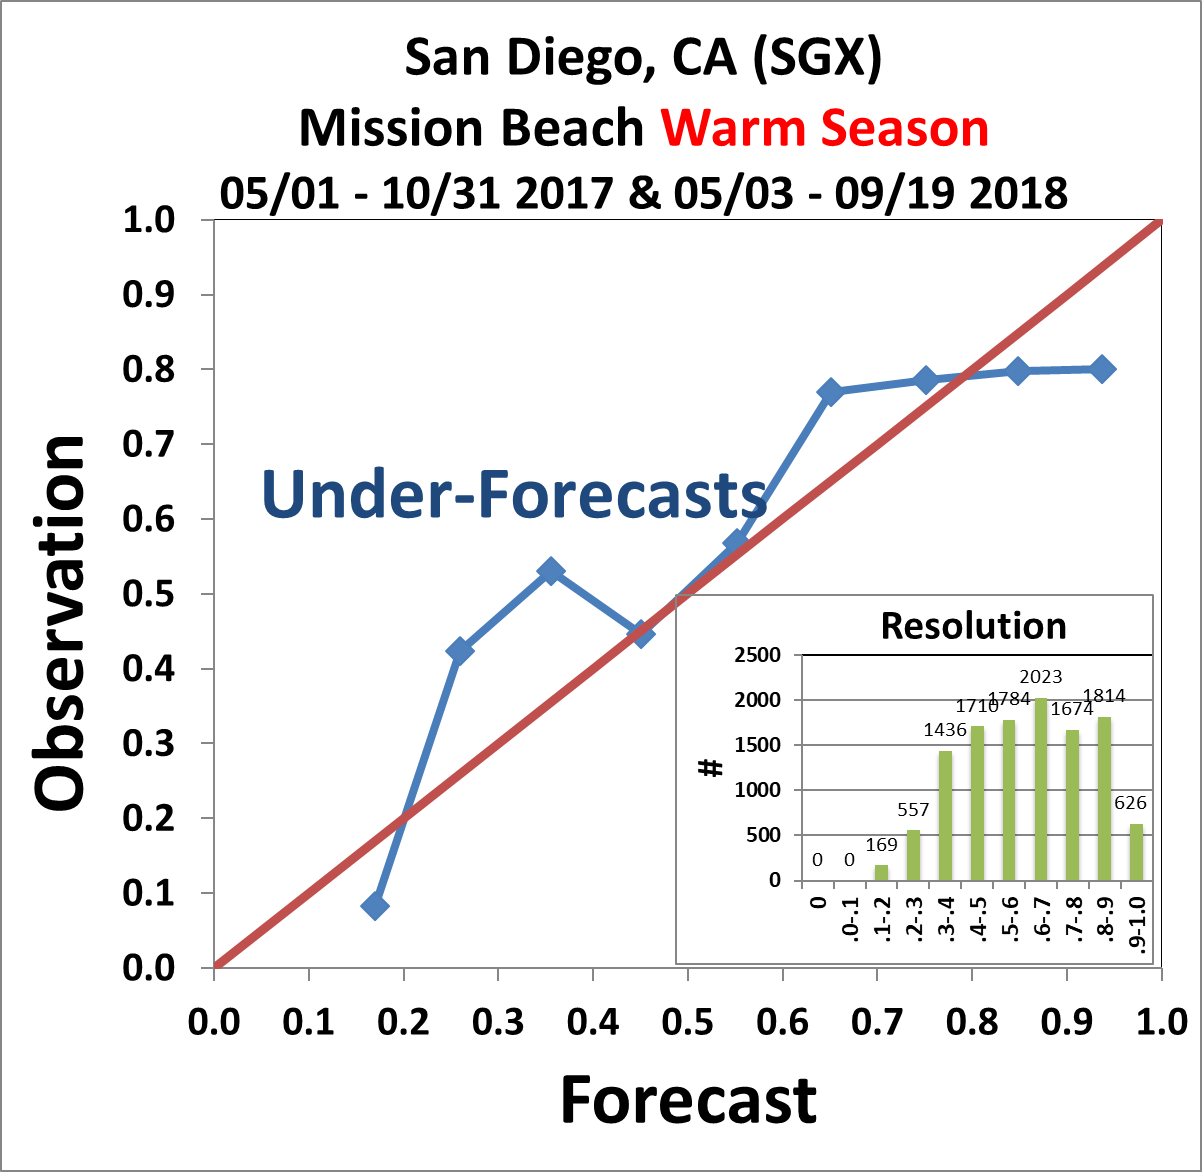 San Diego, CA (SGX)
Mission Beach Warm Season
05/01 - 10/31 2017 & 05/03 - 09/19 2018
1.0
0.9
0.8
0.7
0.6
0.5
0.4
0.3
0.2
0.1
0.0
Observation
Under-Forecasts
Resolution
2500
2000
1500
1000
500
0
#
0 0 169 557 1436 1710 1784 2023 1674 1814 626
0 .0-.1 .1-.2 .2-.3 .3-.4 .4-.5 .5-.6 .6-.7 .7-.8 .8-.9 .9-1.0
0.0 0.1 0.2 0.3 0.4 0.5 0.6 0.7 0.8 0.9 1.0
Forecast